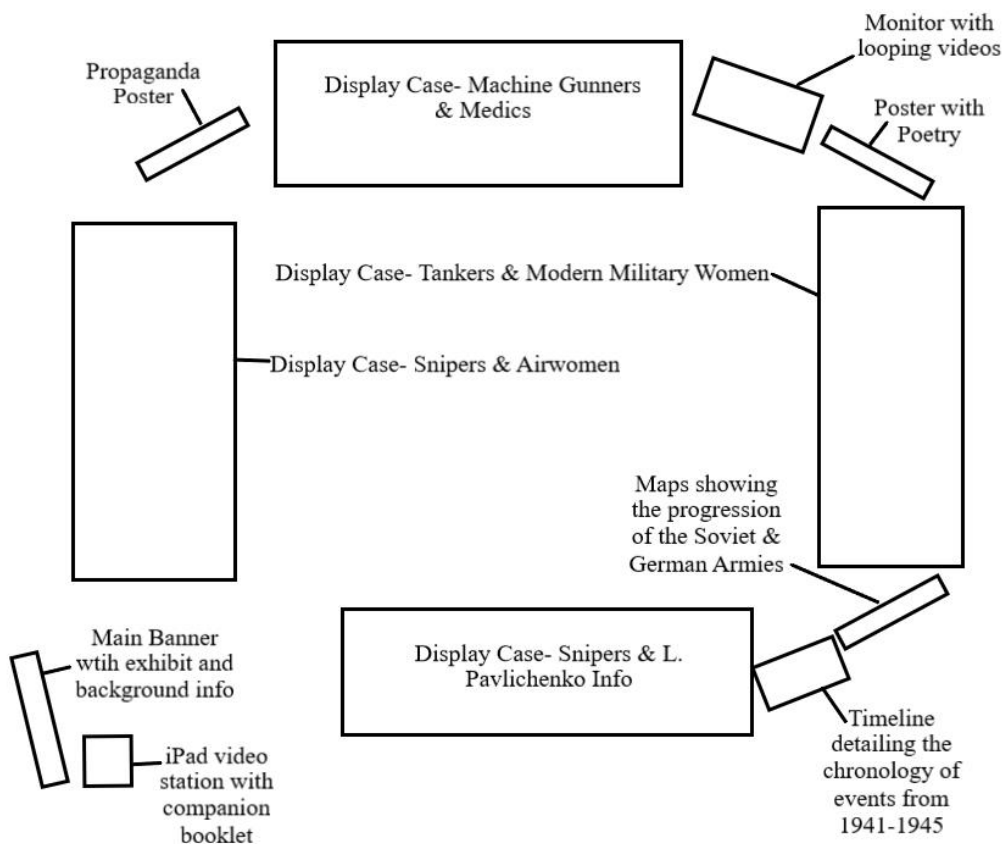 Propaganda
Poster
Display Case- Machine Gunners
& Medics
Monitor with
looping videos
Poster with
Poetry
Display Case- Tankers & Modern Military Women
Display Case- Snipers & Airwomen
Maps showing
the progression
of the Soviet &
German Armies
Main Banner
wtih exhibit and
background info
Display Case- Snipers & L.
Pavlichenko Info
iPad video
station with
companion
booklet
Timeline
detailing the
chronology of
events from
1941-1945